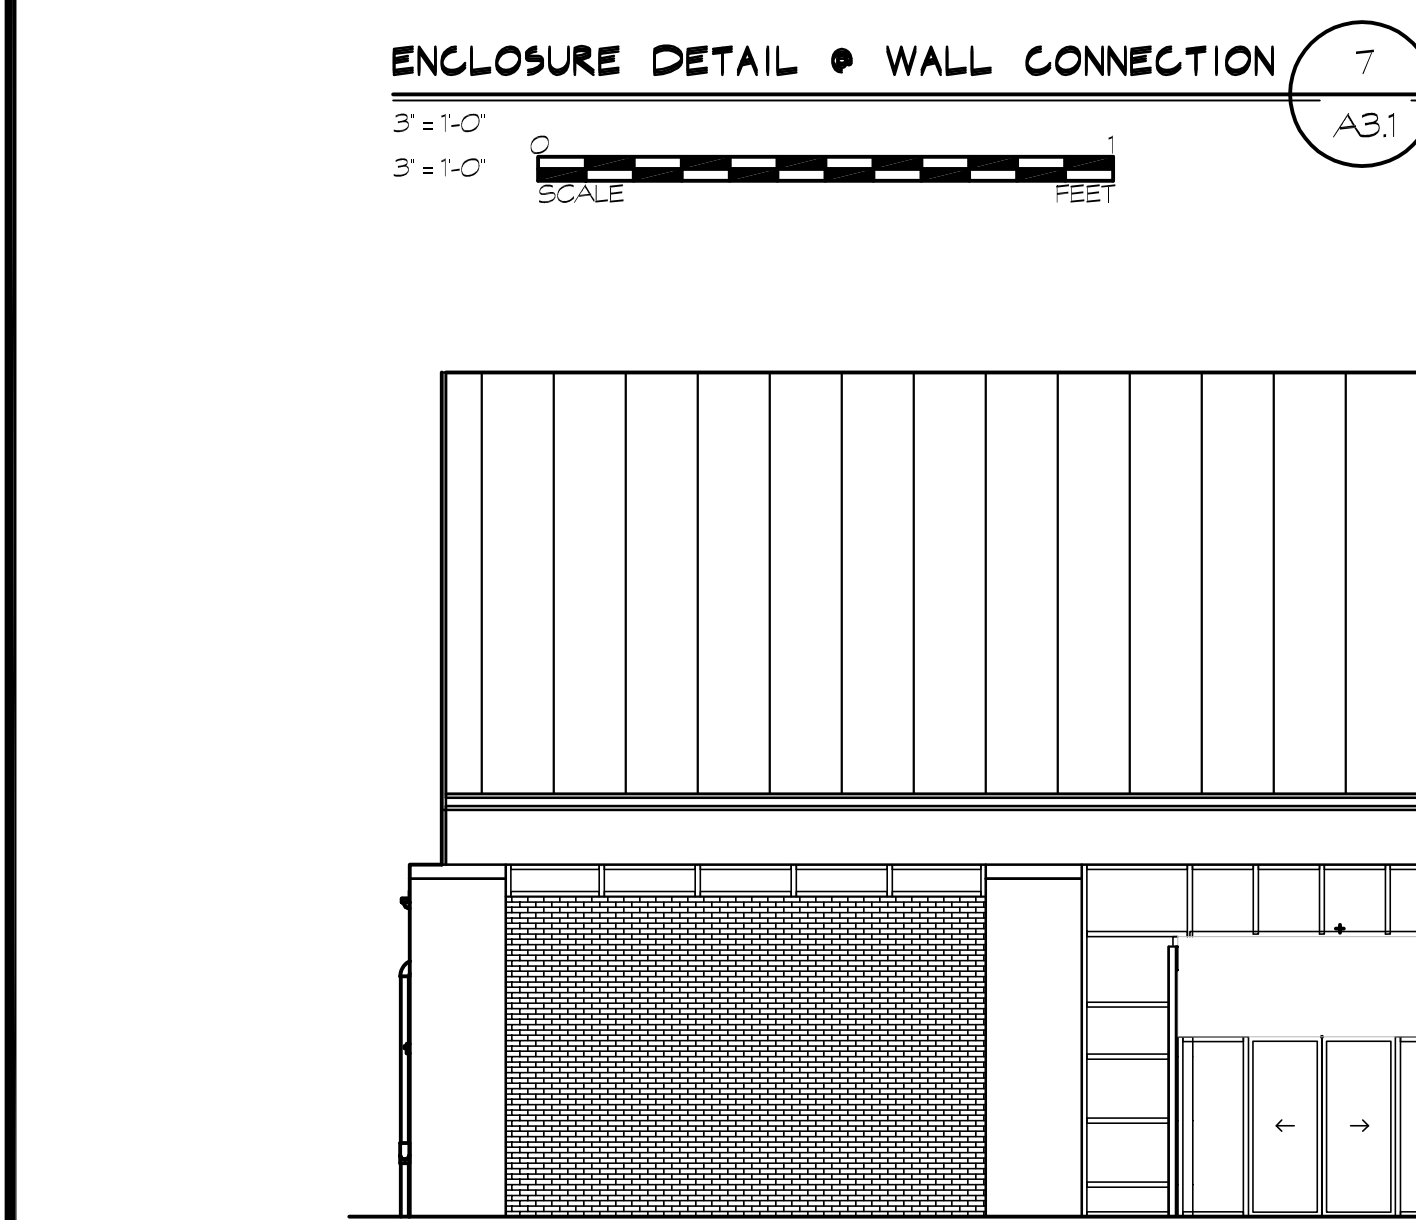 ENCLOSURE DETAIL @ WALL CONNECTION
7
A3.1
3" = 1'-0"
3" = 1'-0"
0 1
SCALE FEET